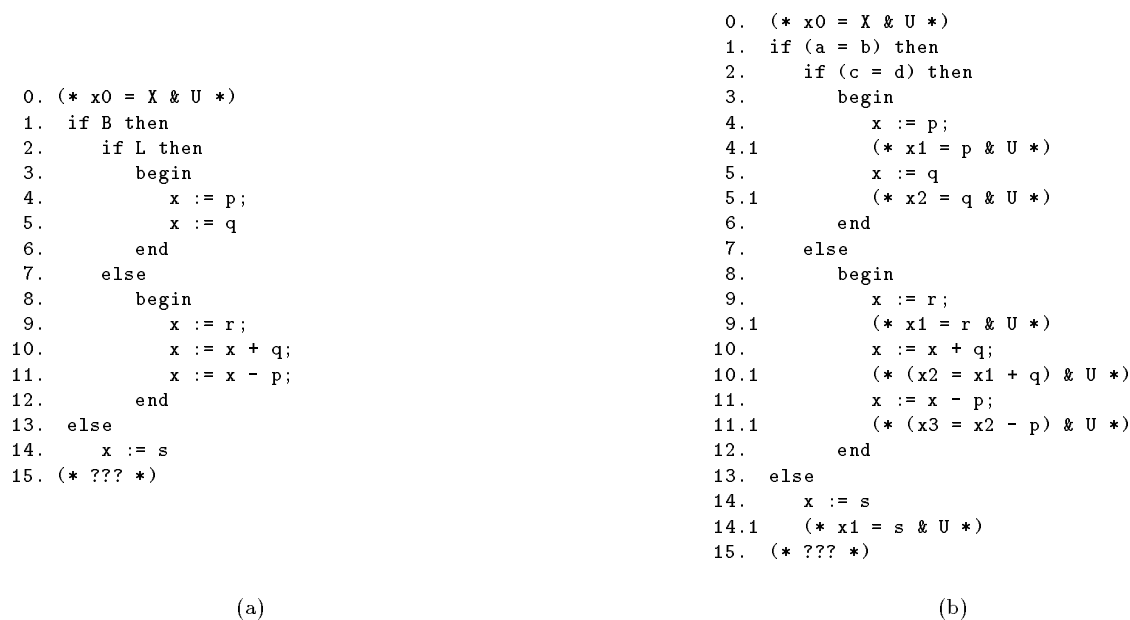 0. (* x0 = X & U *)
1. if B then
2. if L then
3. begin
4. x := p;
5. x := q
6. end
7. else
8. begin
9. x := r;
10. x := x + q;
11. x := x - p;
12. end
13. else
14. x := s
15. (* ??? *)
(a)
0. (* x0 = X & U *)
1. if (a = b) then
2. if (c = d) then
3. begin
4. x := p;
4.1 (* x1 = p & U *)
5. x := q
5.1 (* x2 = q & U *)
6. end
7. else
8. begin
9. x := r;
9.1 (* x1 = r & U *)
10. x := x + q;
10.1 (* (x2 = x1 + q) & U *)
11. x := x - p;
11.1 (* (x3 = x2 - p) & U *)
12. end
13. else
14. x := s
14.1 (* x1 = s & U *)
15. (* ??? *)
(b)